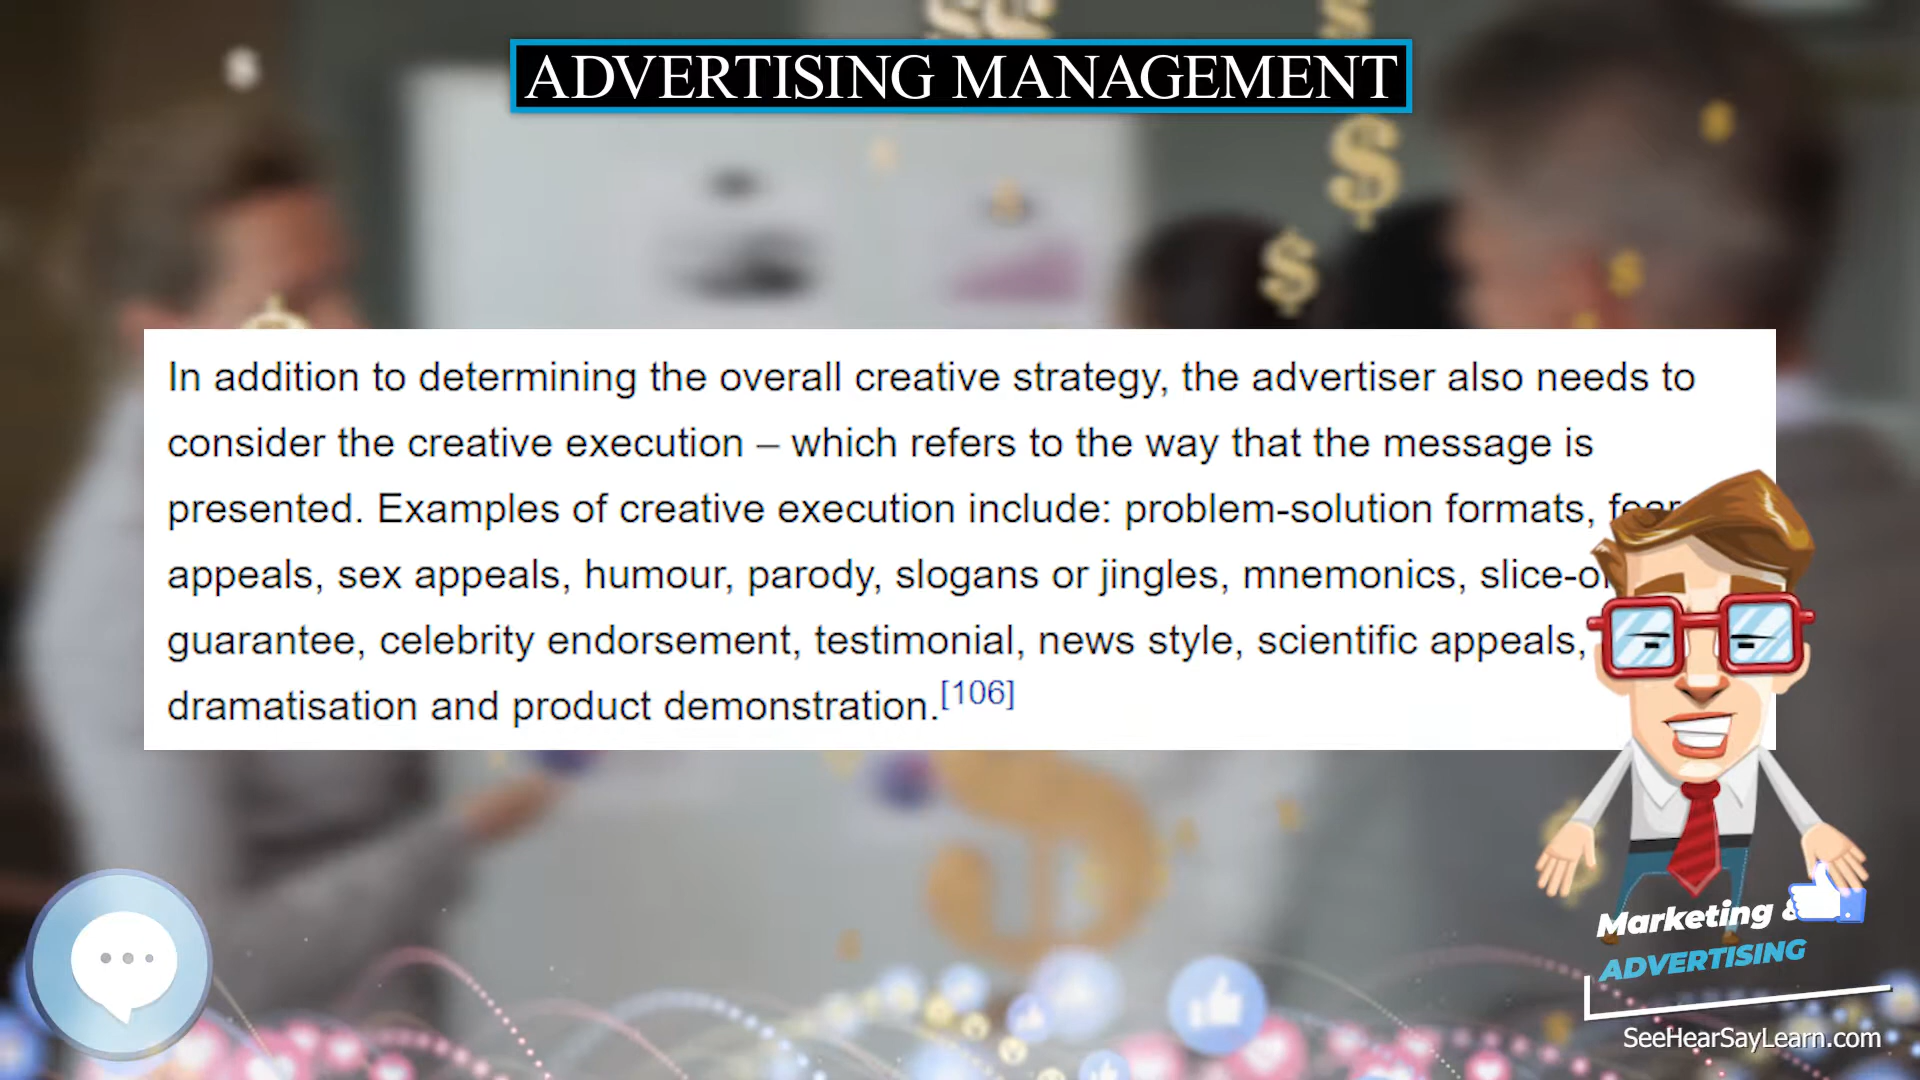 ADVERTISING MANAGEMENT
In addition to determining the overall creative strategy, the advertiser also needs to
consider the creative execution – which refers to the way that the message is
presented. Examples of creative execution include: problem-solution formats, fear
appeals, sex appeals, humour, parody, slogans or jingles, mnemonics,
guarantee, celebrity endorsement, testimonial, news style, scientific appeals,
dramatisation and product demonstration.[106]
Marketing &
ADVERTISING
SeeHearSayLearn.com